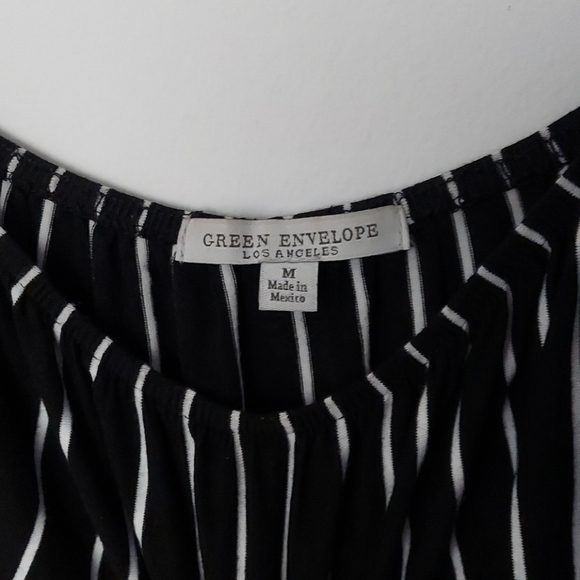 GREEN ENVELOPE
LOS ANGELES
M
Made in
Mexico